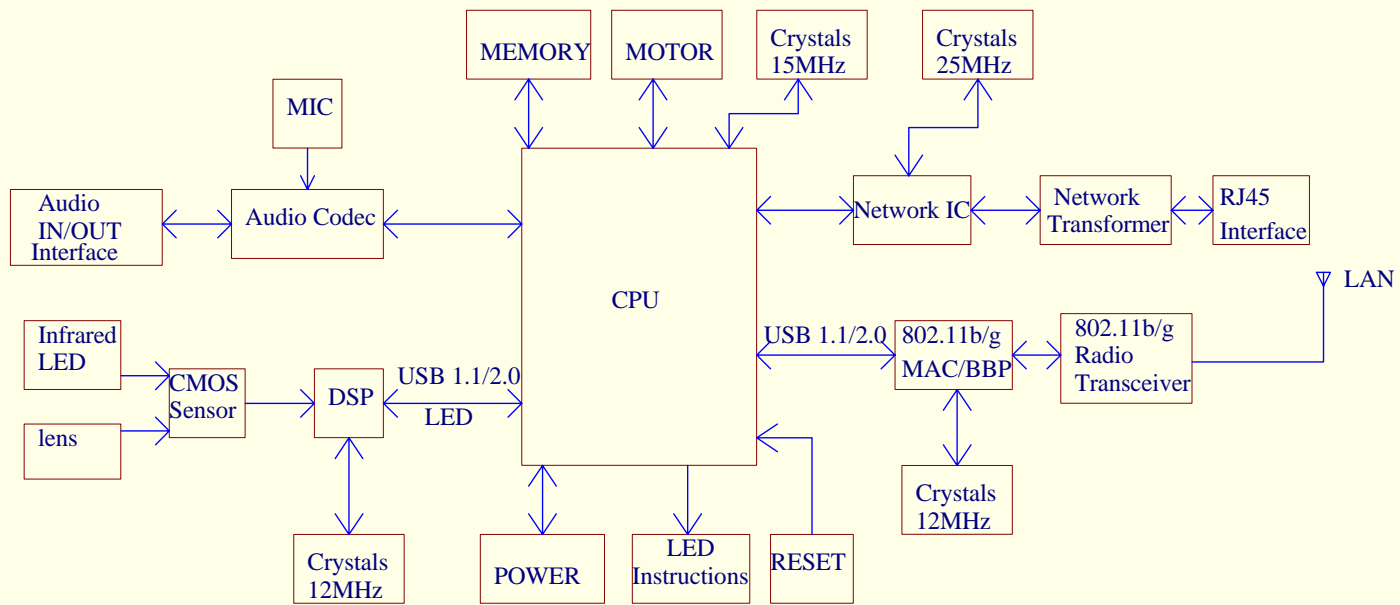 MEMORY
MOTOR
Crystals
15MHz
Crystals
25MHz
MIC
Audio
IN/OUT
Interface
Audio Codec
Network IC
Network
Transformer
RJ45
Interface
CPU
LAN
Infrared
LED
lens
CMOS
Sensor
DSP
USB 1.1/2.0
LED
USB 1.1/2.0
802.11b/g
MAC/BBP
802.11b/g
Radio
Transceiver
Crystals
12MHz
Crystals
12MHz
POWER
LED
Instructions
RESET